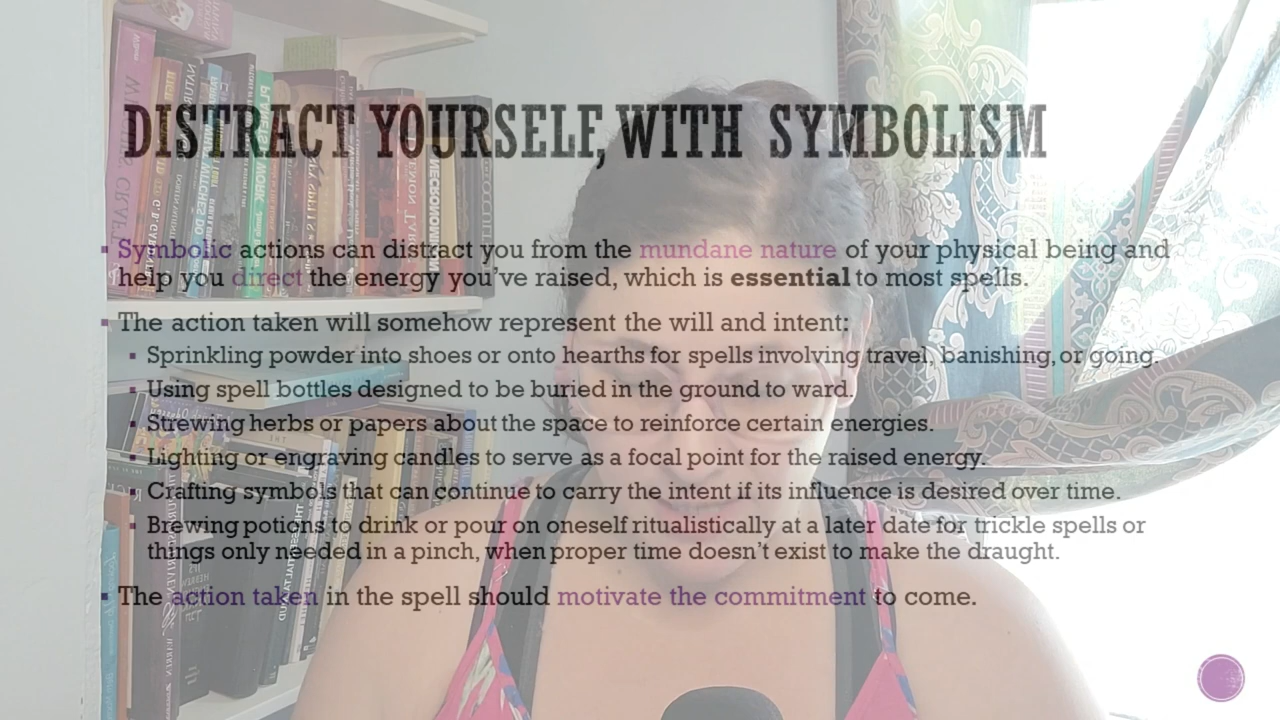 DISTRACT YOURSELF, WITH SYMBOLISM
Symbolic actions can distract you from the mundane nature of your physical being and
help you direct the energy you've raised, which is essential to most spells.
The action taken will somehow represent the will and intent:
Sprinkling powder into shoes or onto hearths for spells involving travel, banishing, or going.
Using spell bottles designed to be buried in the ground to ward.
Strewing herbs or papers about the space to reinforce certain energies.
Lighting or engraving candles to serve as a focal point for the raised energy.
Crafting symbols that can continue to carry the intent if its influence is desired over time.
Brewing potions to drink or pour on oneself ritualistically at a later date for trickle spells or
things only needed in a pinch, when proper time doesn't exist to make the draught.
The action taken in the spell should motivate the commitment to come.
NECRONOMICON